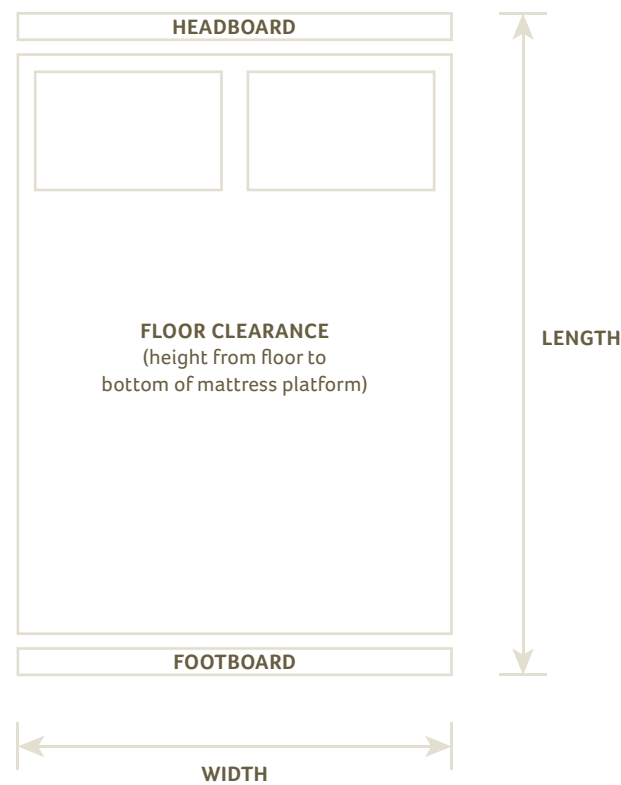 HEADBOARD
FLOOR CLEARANCE
(height from floor to
bottom of mattress platform)
LENGTH
FOOTBOARD
WIDTH